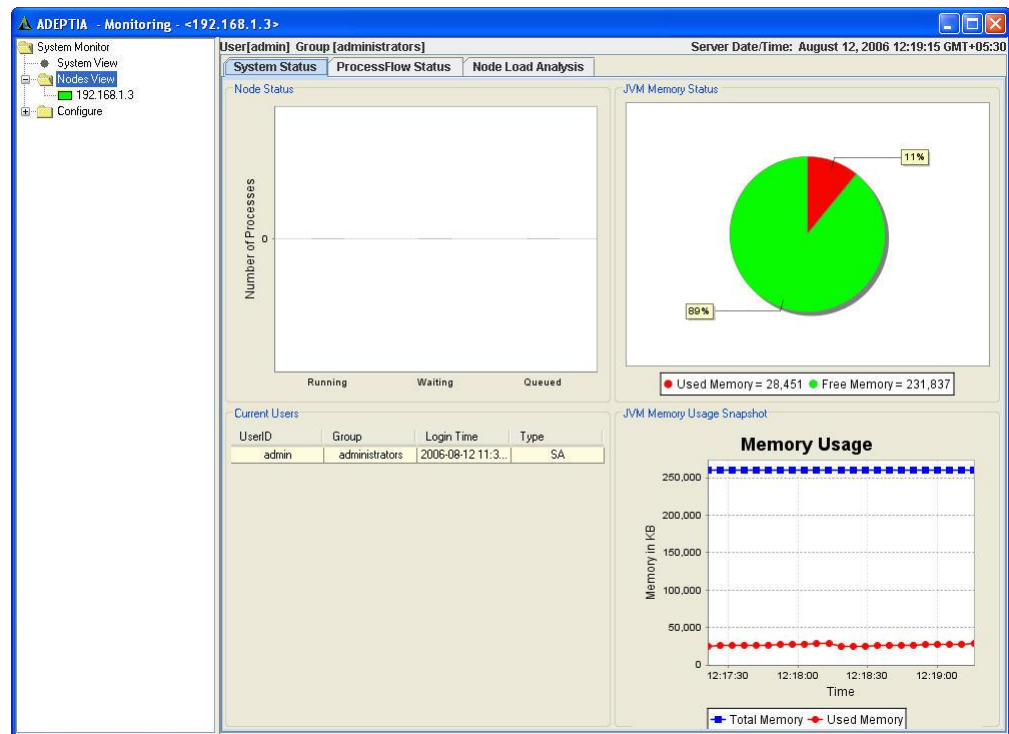 ADEPTIA - Monitoring - <192.168.1.3>
System Monitor
System View
Nodes View
192.168.1.3
Configure
User[admin] Group [administrators]
Server Date/Time: August 12, 2006 12:19:15 GMT+05:30
System Status
ProcessFlow Status
Node Load Analysis
Node Status
Number of Processes
0
Running
Waiting
Queued
JVM Memory Status
11%
89%
Used Memory = 28,451
Free Memory = 231,837
Current Users
UserID Group Login Time Type
admin administrators 2006-08-12 11:3... SA
JVM Memory Usage Snapshot
Memory Usage
Memory in KB
250,000
200,000
150,000
100,000
50,000
0
12:17:30 12:18:00 12:18:30 12:19:00
Time
Total Memory
Used Memory